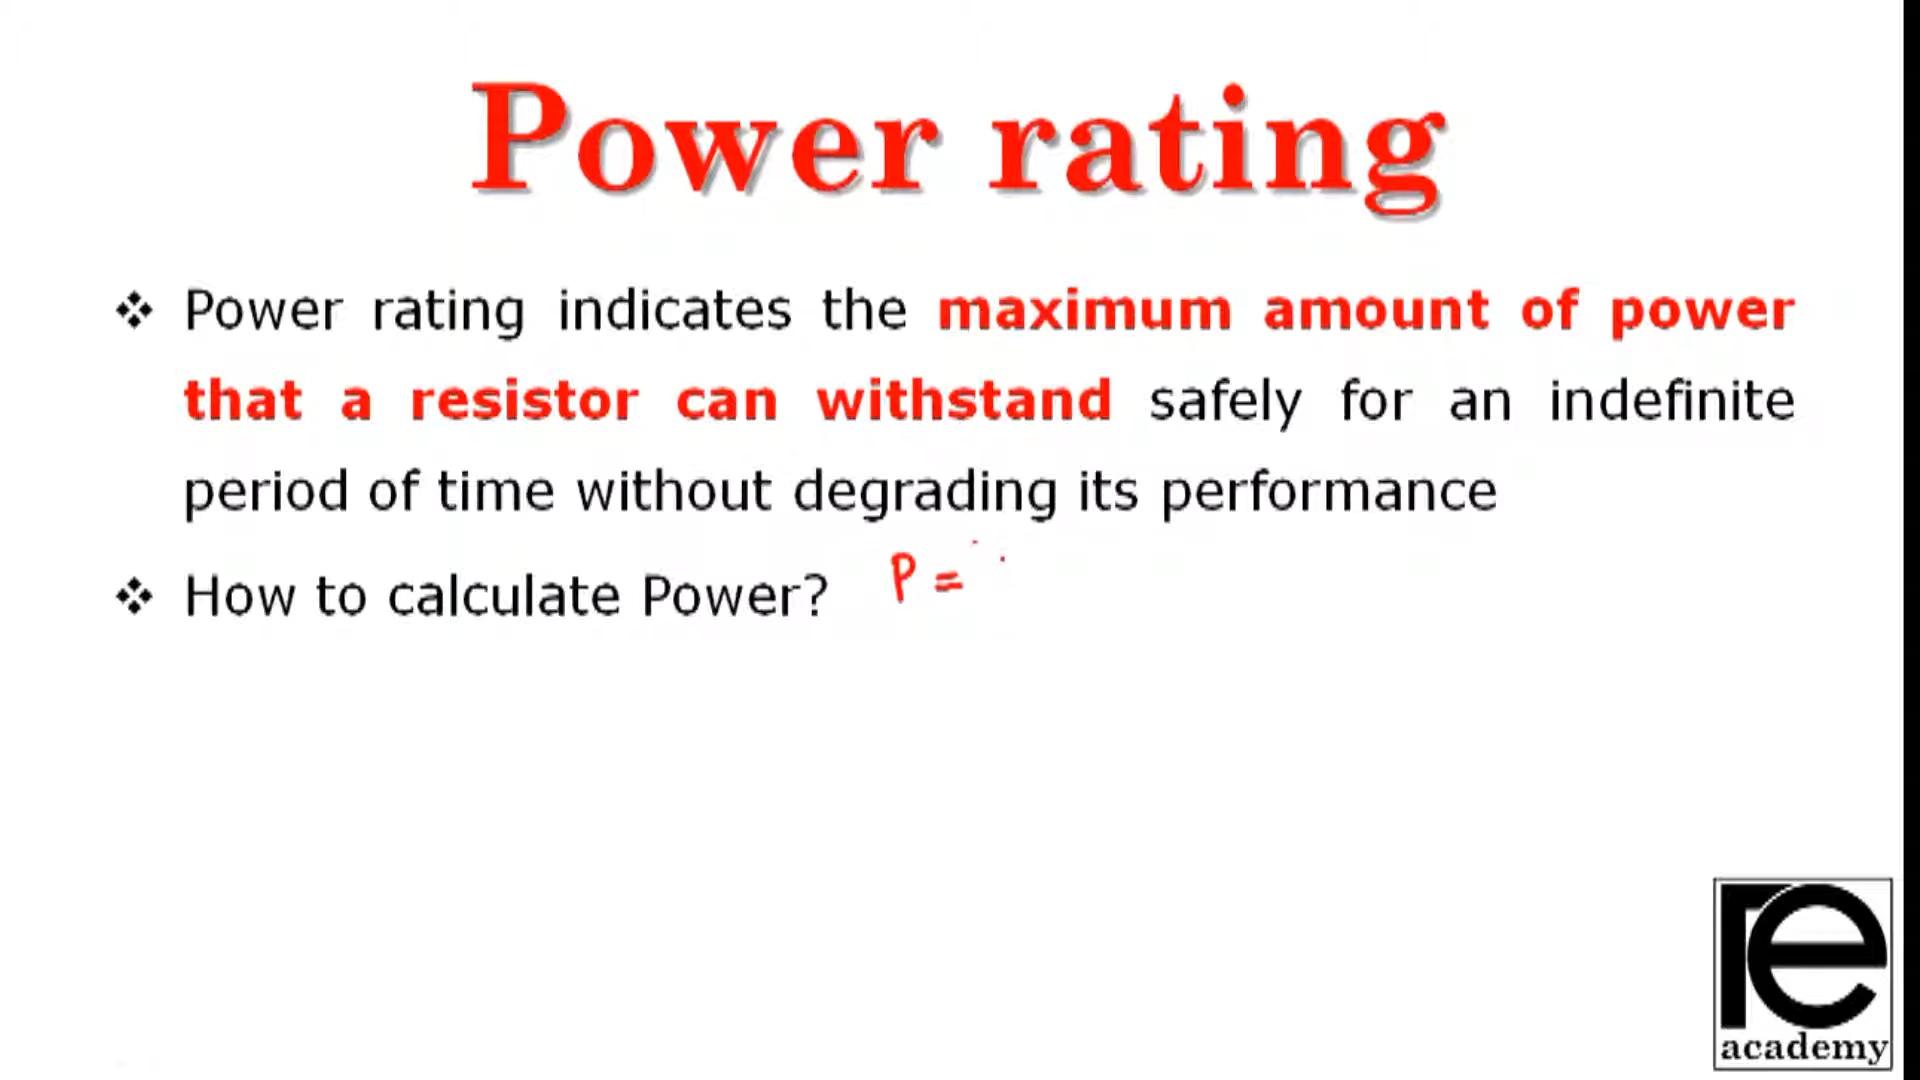 Power rating
❖ Power rating indicates the maximum amount of power
that a resistor can withstand safely for an indefinite
period of time without degrading its performance
❖ How to calculate Power? P =
re
academy